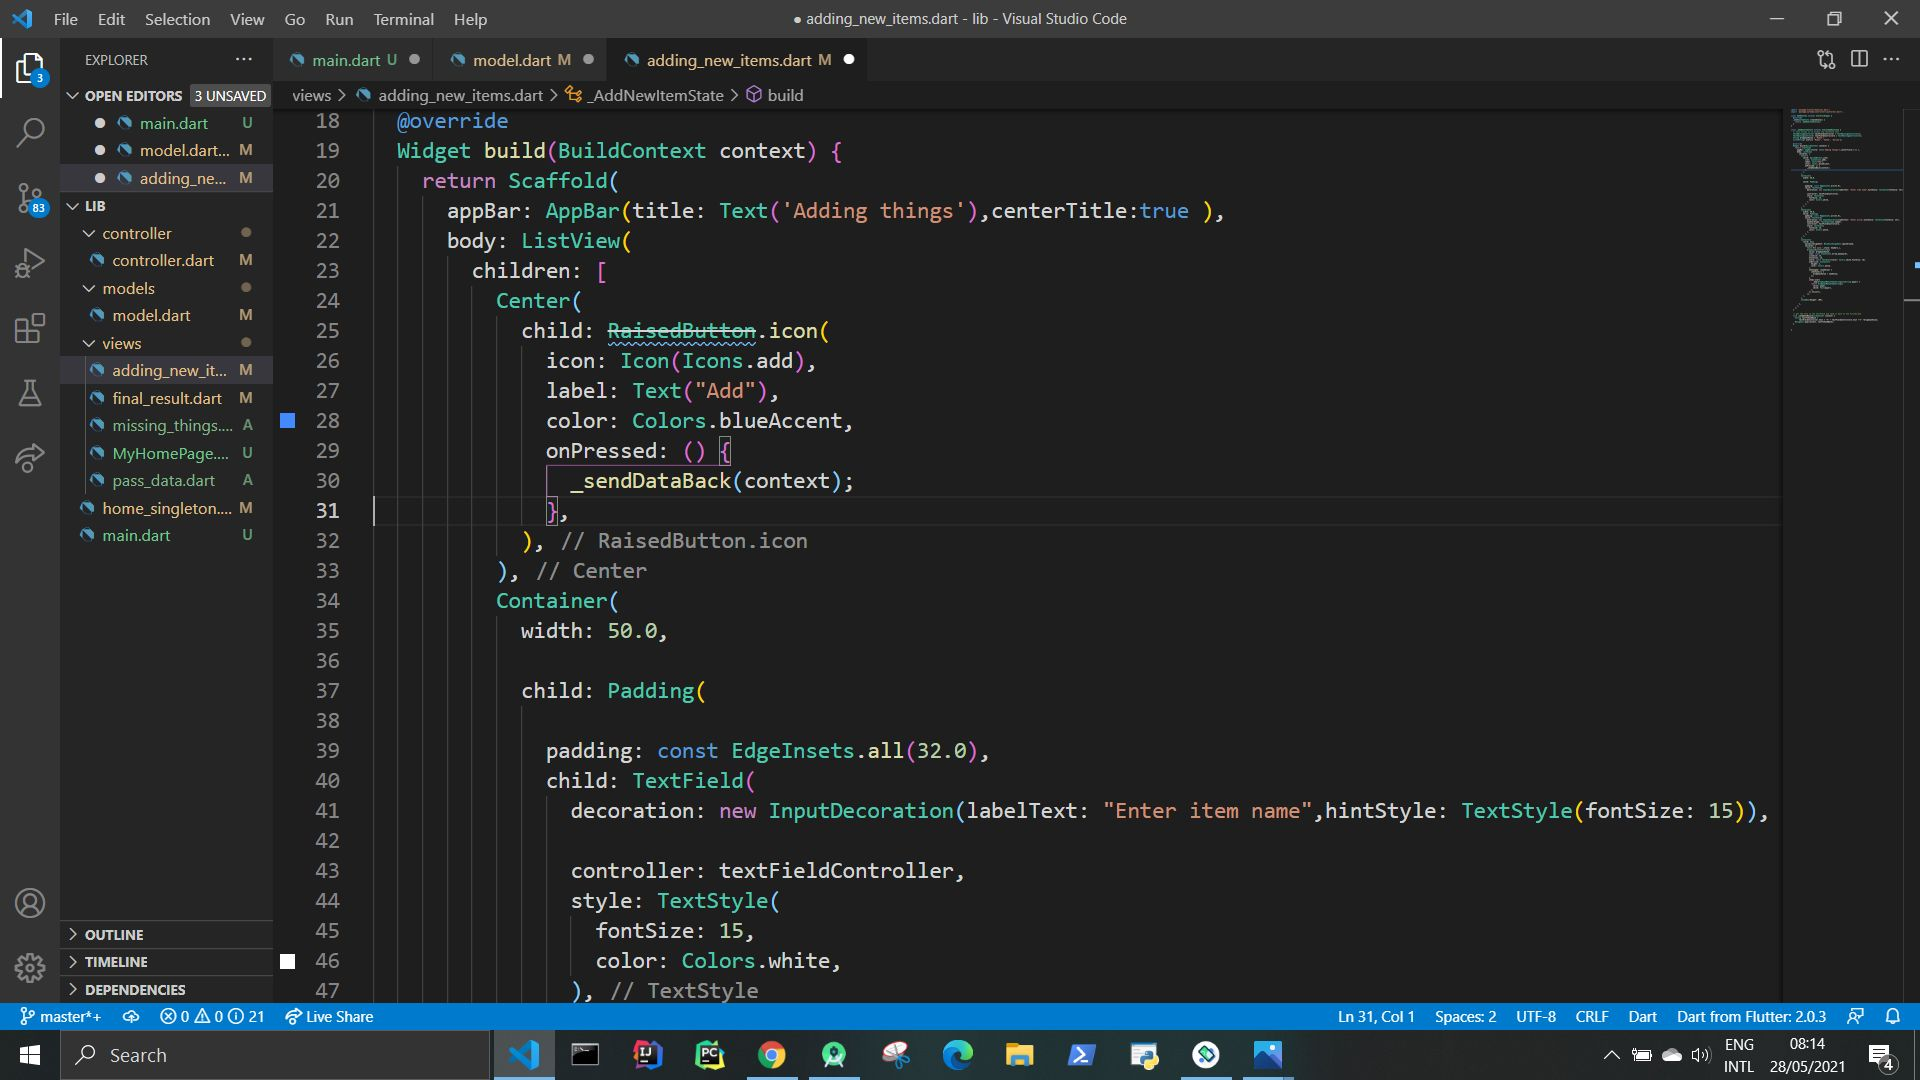 File Edit Selection View Go Run Terminal Help
● adding_new_items.dart - lib - Visual Studio Code
EXPLORER
main.dart U
model.dart M
adding_new_items.dart M
OPEN EDITORS 3 UNSAVED
main.dart U
model.dart... M
adding_ne... M
LIB
controller
controller.dart M
models
model.dart M
views
adding_new_it... M
final_result.dart M
missing_things.... A
MyHomePage.... U
pass_data.dart A
home_singleton.... M
main.dart U
OUTLINE
TIMELINE
DEPENDENCIES
3
83
views > adding_new_items.dart > _AddNewItemState > build
18 @override
19 Widget build(BuildContext context) {
20 return Scaffold(
21 appBar: AppBar(title: Text('Adding things'),centerTitle:true ),
22 body: ListView(
23 children: [
24 Center(
25 child: RaisedButton.icon(
26 icon: Icon(Icons.add),
27 label: Text("Add"),
28 color: Colors.blueAccent,
29 onPressed: () {
30 _sendDataBack(context);
31 },
32 ), // RaisedButton.icon
33 ), // Center
34 Container(
35 width: 50.0,
36
37 child: Padding(
38
39 padding: const EdgeInsets.all(32.0),
40 child: TextField(
41 decoration: new InputDecoration(labelText: "Enter item name",hintStyle: TextStyle(fontSize: 15)),
42
43 controller: textFieldController,
44 style: TextStyle(
45 fontSize: 15,
46 color: Colors.white,
47 ), // TextStyle
master*+ 0 0 21 Live Share
Ln 31, Col 1 Spaces: 2 UTF-8 CRLF Dart Dart from Flutter: 2.0.3
Search
ENG
INTL
08:14
28/05/2021
4